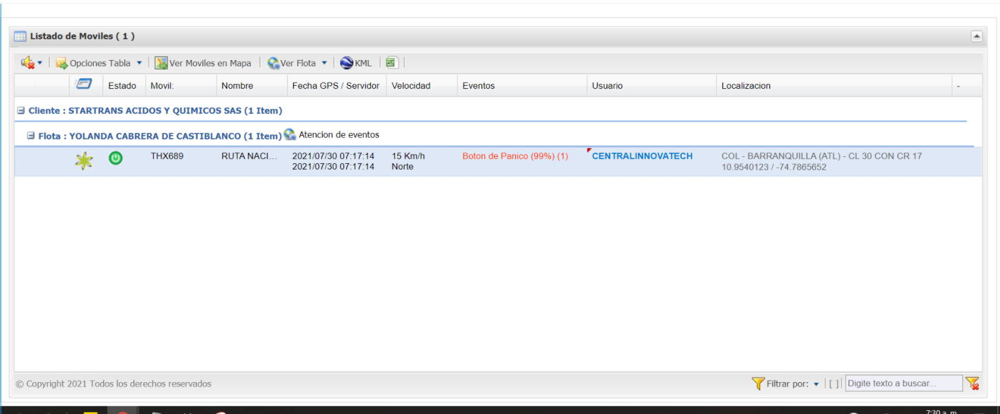 Listado de Moviles ( 1 )
Opciones Tabla Ver Moviles en Mapa Ver Flota KML
Estado Movil: Nombre Fecha GPS / Servidor Velocidad Eventos Usuario Localizacion -
Cliente : STARTRANS ACIDOS Y QUIMICOS SAS (1 Item)
Flota : YOLANDA CABRERA DE CASTIBLANCO (1 Item) Atencion de eventos
THX689 RUTA NACI... 2021/07/30 07:17:14 15 Km/h Boton de Panico (99%) (1) CENTRALINNOVATECH COL - BARRANQUILLA (ATL) - CL 30 CON CR 17
2021/07/30 07:17:14 Norte 10.9540123 / -74.7865652
© Copyright 2021 Todos los derechos reservados Filtrar por: [ ] Digite texto a buscar...
7:30 a. m.